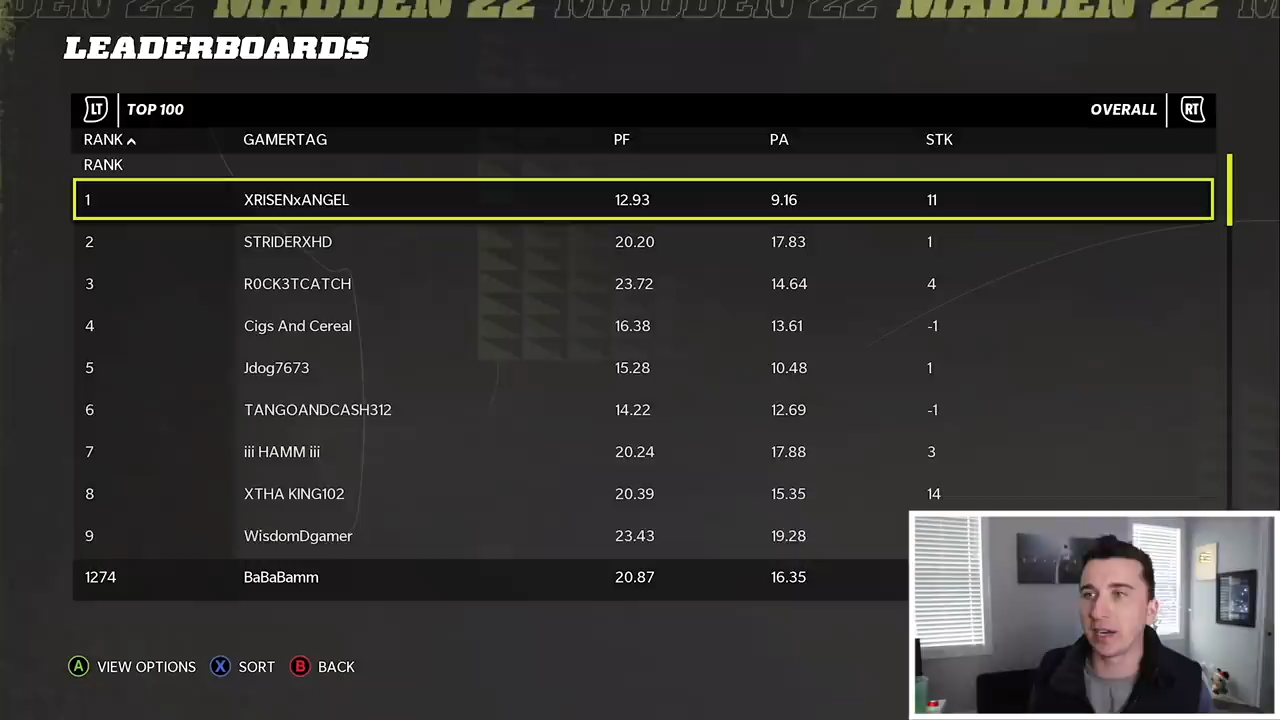 MADDEN 22 MADDEN 22 MADDEN 22
LEADERBOARDS
LT TOP 100 OVERALL RT
RANK GAMERTAG PF PA STK
RANK
1 XRISENxANGEL 12.93 9.16 11
2 STRIDERXHD 20.20 17.83 1
3 R0CK3TCATCH 23.72 14.64 4
4 Cigs And Cereal 16.38 13.61 -1
5 Jdog7673 15.28 10.48 1
6 TANGOANDCASH312 14.22 12.69 -1
7 iii HAMM iii 20.24 17.88 3
8 XTHA KING102 20.39 15.35 14
9 WisdomDgamer 23.45 19.28
1274 BaBaBamm 20.87 16.35
A VIEW OPTIONS X SORT B BACK